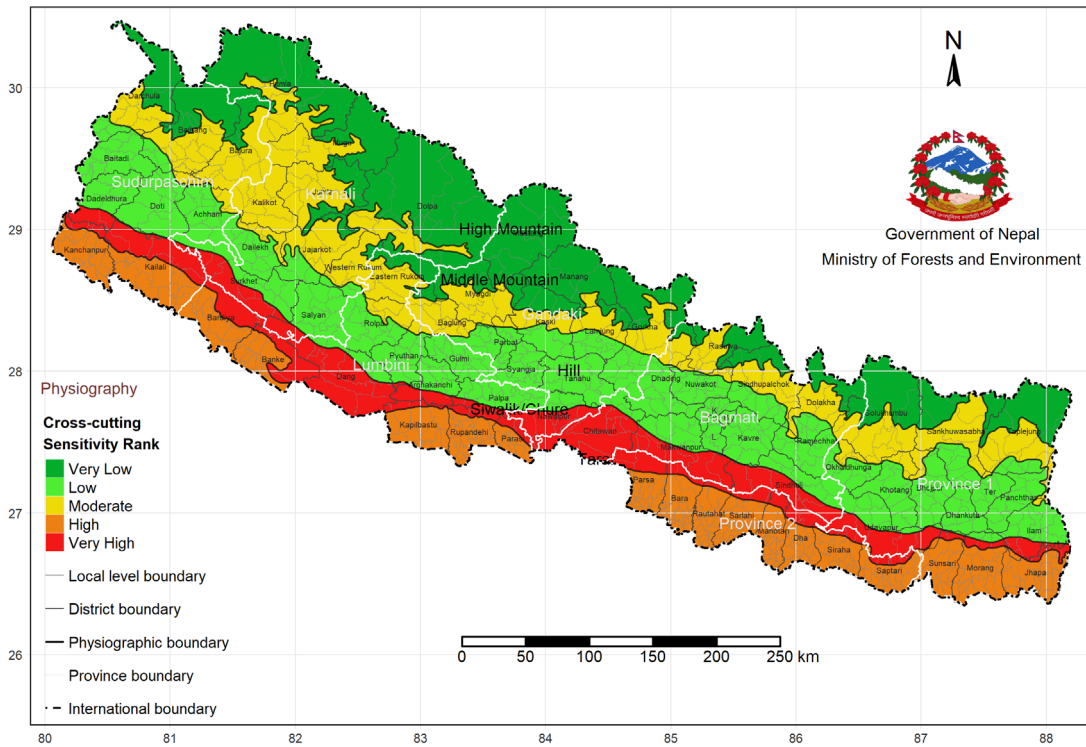 N
Government of Nepal
Ministry of Forests and Environment
30
29
28
27
26
80
81
82
83
84
85
86
87
88
Humla
Darchula
Bajhang
Mugu
Bajura
Baitadi
Sudurpaschim
Karnali
Kalikot
Dolpa
Dadeldhura
Doti
Achham
High Mountain
Kanchanpur
Kailali
Dailekh
Jajarkot
Western Rukum
Eastern Rukum
Middle Mountain
Manang
Surkhet
Myagdi
Gandaki
Salyan
Rolpa
Baglung
Kaski
Lamjung
Gorkha
Bardiya
Parbat
Rasuwa
Banke
Lumbini
Pyuthan
Gulmi
Syangja
Hill
Tanahu
Dhading
Nuwakot
Sindhupalchok
Dang
Arghakanchi
Palpa
Dolakha
Siwalik/Chure
Nawalpur
Kapilbastu
Rupandehi
Parasi
Chitawan
Bagmati
L
Kavre
Ramechhap
Solukhumbu
Sankhuwasabha
Taplejung
Makwanpur
Okhaldhunga
Parsa
Bara
Sindhuli
Khotang
Province 1
Ter
Panchthar
Rautahat
Sarlahi
Province 2
Dha
Siraha
Udayapur
Dhankuta
Ilam
Saptari
Sunsari
Morang
Jhapa
Physiography
Cross-cutting
Sensitivity Rank
Very Low
Low
Moderate
High
Very High
Local level boundary
District boundary
Physiographic boundary
Province boundary
International boundary
0
50
100
150
200
250 km